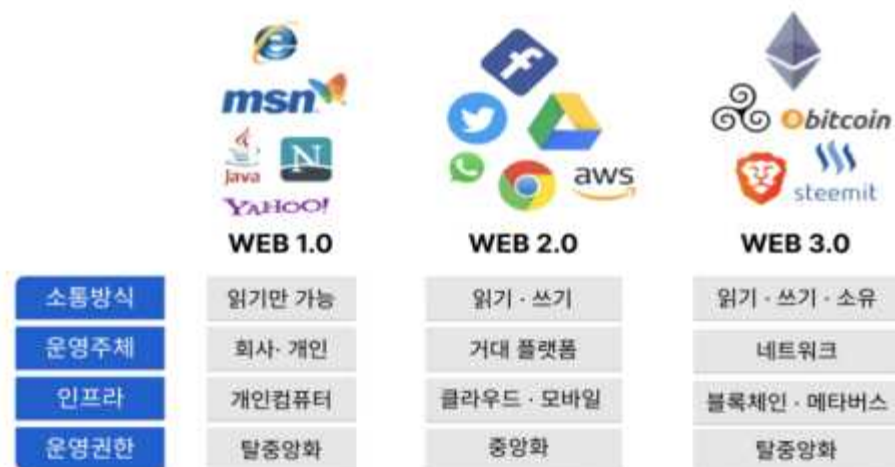 msn
Java
N
YAHOO!
f
aws
bitcoin
steemit
WEB 1.0 WEB 2.0 WEB 3.0
소통방식 읽기만 가능 읽기 · 쓰기 읽기 · 쓰기 · 소유
운영주체 회사· 개인 거대 플랫폼 네트워크
인프라 개인컴퓨터 클라우드 · 모바일 블록체인 · 메타버스
운영권한 탈중앙화 중앙화 탈중앙화